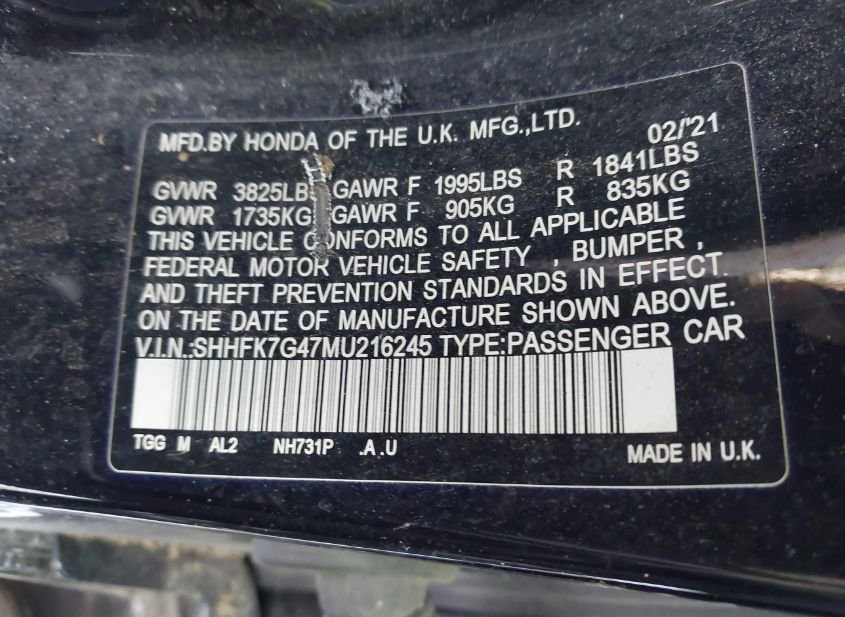 MFD.BY HONDA OF THE U.K. MFG.,LTD. 02/'21
GVWR 3825LB GAWR F 1995LBS R 1841LBS
GVWR 1735KG GAWR F 905KG R 835KG
THIS VEHICLE CONFORMS TO ALL APPLICABLE
FEDERAL MOTOR VEHICLE SAFETY , BUMPER ,
AND THEFT PREVENTION STANDARDS IN EFFECT
ON THE DATE OF MANUFACTURE SHOWN ABOVE.
V.I.N.:SHHFK7G47MU216245 TYPE:PASSENGER CAR
TGG M AL2 NH731P .A.U MADE IN U.K.